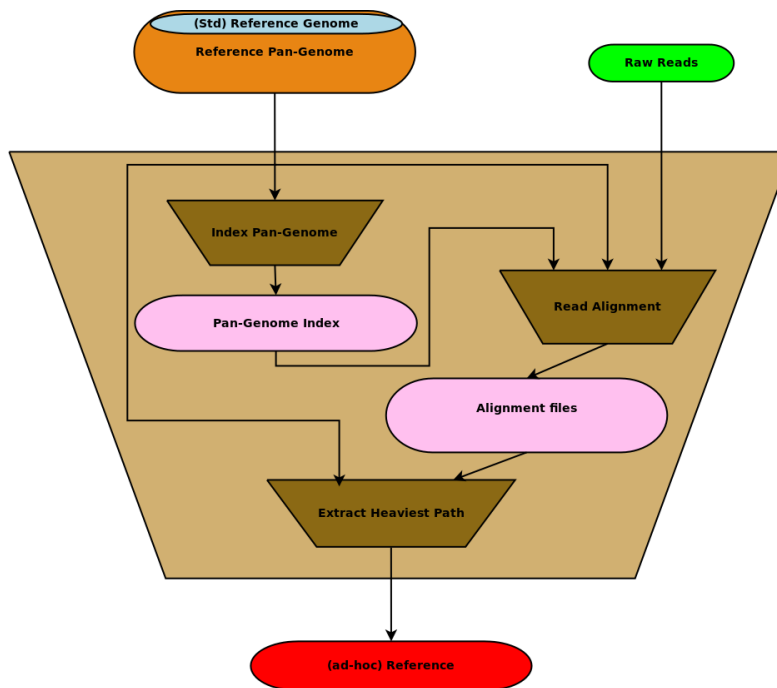 (Std) Reference Genome
Reference Pan-Genome
Raw Reads
Index Pan-Genome
Pan-Genome Index
Read Alignment
Alignment files
Extract Heaviest Path
(ad-hoc) Reference